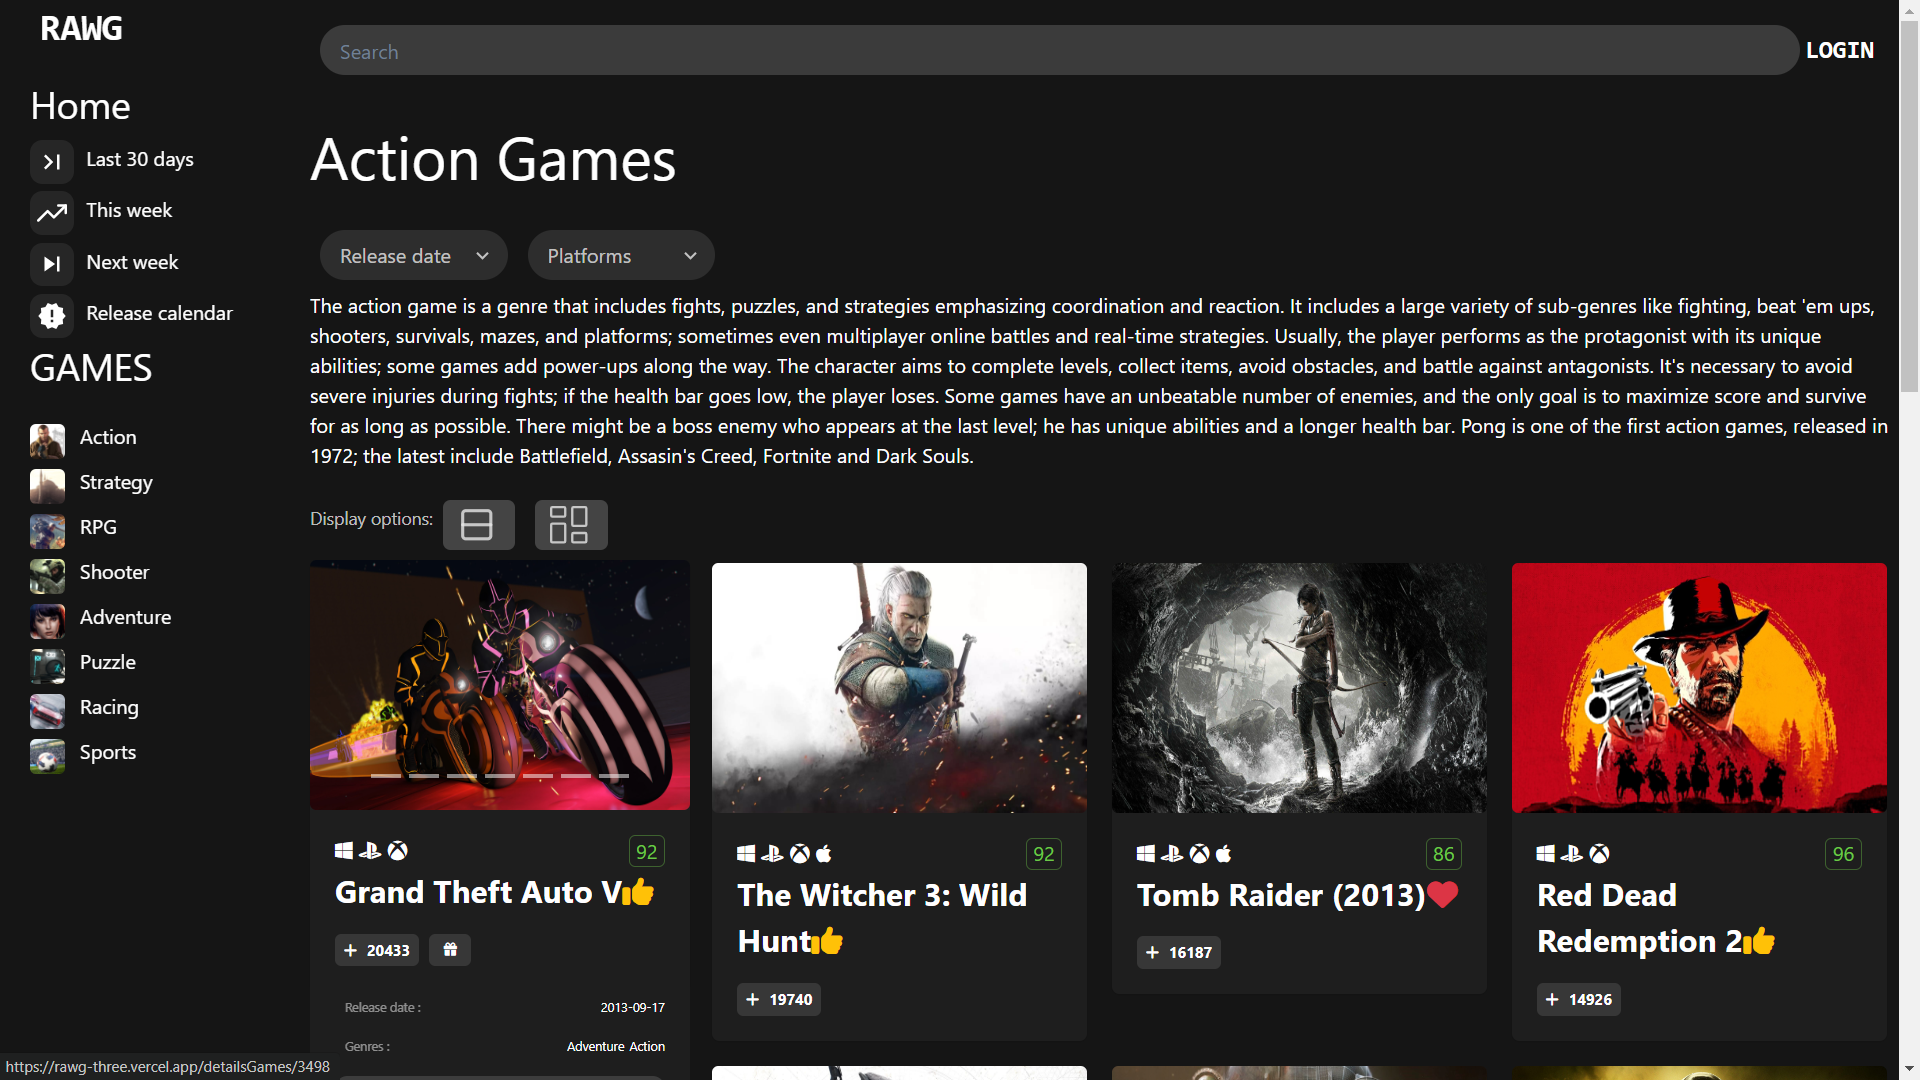 RAWG
Search
LOGIN
Home
Last 30 days
This week
Next week
Release calendar
GAMES
Action
Strategy
RPG
Shooter
Adventure
Puzzle
Racing
Sports
Action Games
Release date
Platforms
The action game is a genre that includes fights, puzzles, and strategies emphasizing coordination and reaction. It includes a large variety of sub-genres like fighting, beat 'em ups,
shooters, survivals, mazes, and platforms; sometimes even multiplayer online battles and real-time strategies. Usually, the player performs as the protagonist with its unique
abilities; some games add power-ups along the way. The character aims to complete levels, collect items, avoid obstacles, and battle against antagonists. It's necessary to avoid
severe injuries during fights; if the health bar goes low, the player loses. Some games have an unbeatable number of enemies, and the only goal is to maximize score and survive
for as long as possible. There might be a boss enemy who appears at the last level; he has unique abilities and a longer health bar. Pong is one of the first action games, released in
1972; the latest include Battlefield, Assasin's Creed, Fortnite and Dark Souls.
Display options:
92
Grand Theft Auto V
+ 20433
Release date :
2013-09-17
Genres :
Adventure Action
92
The Witcher 3: Wild
Hunt
+ 19740
86
Tomb Raider (2013)
+ 16187
96
Red Dead
Redemption 2
+ 14926
https://rawg-three.vercel.app/detailsGames/3498